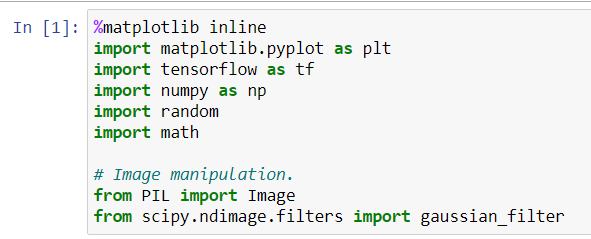 In [1]: %matplotlib inline
import matplotlib.pyplot as plt
import tensorflow as tf
import numpy as np
import random
import math
# Image manipulation.
from PIL import Image
from scipy.ndimage.filters import gaussian_filter